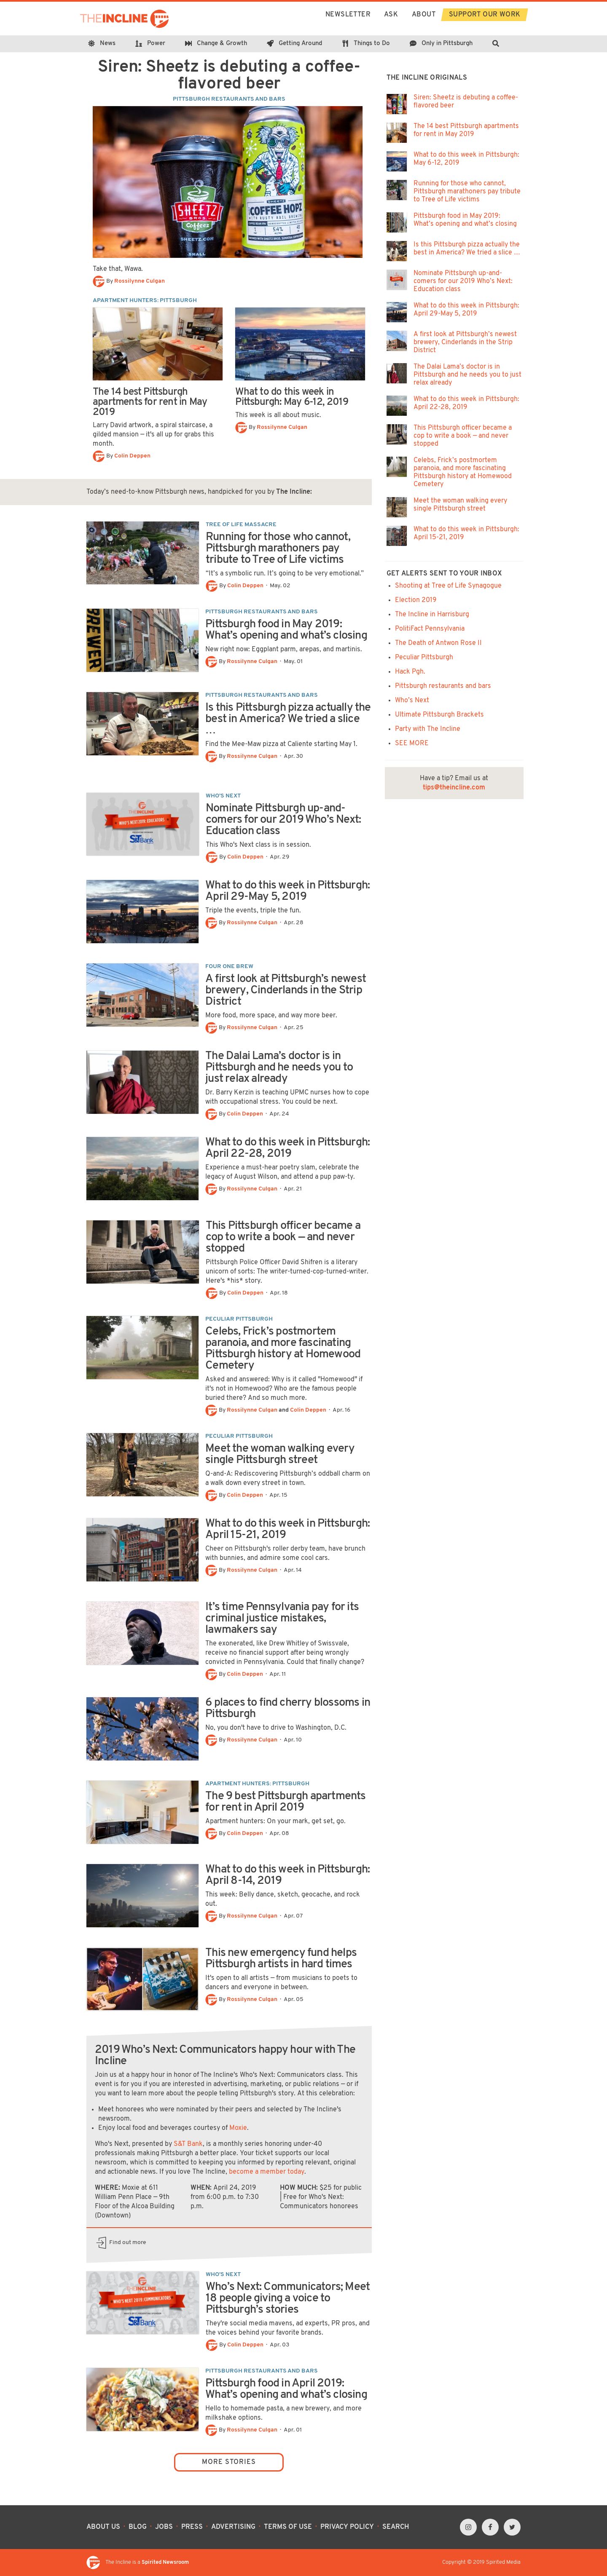 THE INCLINE
NEWSLETTER
ASK
ABOUT
SUPPORT OUR WORK
News
Power
Change & Growth
Getting Around
Things to Do
Only in Pittsburgh
Siren: Sheetz is debuting a coffee-
flavored beer
PITTSBURGH RESTAURANTS AND BARS
SHEETZ
BROS.
COFFEEZ
SMALL
COFFEE HOP
Take that, Wawa.
By Rossilynne Culgan
APARTMENT HUNTERS: PITTSBURGH
The 14 best Pittsburgh
apartments for rent in May
2019
Larry David artwork, a spiral staircase, a
gilded mansion — it's all up for grabs this
month.
By Colin Deppen
What to do this week in
Pittsburgh: May 6-12, 2019
This week is all about music.
By Rossilynne Culgan
Today's need-to-know Pittsburgh news, handpicked for you by The Incline:
TREE OF LIFE MASSACRE
Running for those who cannot,
Pittsburgh marathoners pay
tribute to Tree of Life victims
"It's a symbolic run. It's going to be very emotional."
By Colin Deppen · May. 02
BREWERY
PITTSBURGH RESTAURANTS AND BARS
Pittsburgh food in May 2019:
What's opening and what's closing
New right now: Eggplant parm, arepas, and martinis.
By Rossilynne Culgan · May. 01
PITTSBURGH RESTAURANTS AND BARS
Is this Pittsburgh pizza actually the
best in America? We tried a slice
…
Find the Mee-Maw pizza at Caliente starting May 1.
By Rossilynne Culgan · Apr. 30
THEINCLINE
WHO'S NEXT 2019: EDUCATORS
S&T Bank
WHO'S NEXT
Nominate Pittsburgh up-and-
comers for our 2019 Who's Next:
Education class
This Who's Next class is in session.
By Colin Deppen · Apr. 29
What to do this week in Pittsburgh:
April 29-May 5, 2019
Triple the events, triple the fun.
By Rossilynne Culgan · Apr. 28
FOUR ONE BREW
A first look at Pittsburgh's newest
brewery, Cinderlands in the Strip
District
More food, more space, and way more beer.
By Rossilynne Culgan · Apr. 25
The Dalai Lama's doctor is in
Pittsburgh and he needs you to
just relax already
Dr. Barry Kerzin is teaching UPMC nurses how to cope
with occupational stress. You could be next.
By Colin Deppen · Apr. 24
What to do this week in Pittsburgh:
April 22-28, 2019
Experience a must-hear poetry slam, celebrate the
legacy of August Wilson, and attend a pup paw-ty.
By Rossilynne Culgan · Apr. 21
This Pittsburgh officer became a
cop to write a book — and never
stopped
Pittsburgh Police Officer David Shifren is a literary
unicorn of sorts: The writer-turned-cop-turned-writer.
Here's *his* story.
By Colin Deppen · Apr. 18
PECULIAR PITTSBURGH
Celebs, Frick's postmortem
paranoia, and more fascinating
Pittsburgh history at Homewood
Cemetery
Asked and answered: Why is it called "Homewood" if
it's not in Homewood? Who are the famous people
buried there? And so much more.
By Rossilynne Culgan and Colin Deppen · Apr. 16
PECULIAR PITTSBURGH
Meet the woman walking every
single Pittsburgh street
Q-and-A: Rediscovering Pittsburgh's oddball charm on
a walk down every street in town.
By Colin Deppen · Apr. 15
What to do this week in Pittsburgh:
April 15-21, 2019
Cheer on Pittsburgh's roller derby team, have brunch
with bunnies, and admire some cool cars.
By Rossilynne Culgan · Apr. 14
It's time Pennsylvania pay for its
criminal justice mistakes,
lawmakers say
The exonerated, like Drew Whitley of Swissvale,
receive no financial support after being wrongly
convicted in Pennsylvania. Could that finally change?
By Colin Deppen · Apr. 11
6 places to find cherry blossoms in
Pittsburgh
No, you don't have to drive to Washington, D.C.
By Rossilynne Culgan · Apr. 10
APARTMENT HUNTERS: PITTSBURGH
The 9 best Pittsburgh apartments
for rent in April 2019
Apartment hunters: On your mark, get set, go.
By Colin Deppen · Apr. 08
What to do this week in Pittsburgh:
April 8-14, 2019
This week: Belly dance, sketch, geocache, and rock
out.
By Rossilynne Culgan · Apr. 07
This new emergency fund helps
Pittsburgh artists in hard times
It's open to all artists — from musicians to poets to
dancers and everyone in between.
By Rossilynne Culgan · Apr. 05
2019 Who's Next: Communicators happy hour with The
Incline
Join us at a happy hour in honor of The Incline's Who's Next: Communicators class. This
event is for you if you are interested in advertising, marketing, or public relations — or if
you want to learn more about the people telling Pittsburgh's story. At this celebration:
• Meet honorees who were nominated by their peers and selected by The Incline's
newsroom.
• Enjoy local food and beverages courtesy of Moxie.
Who's Next, presented by S&T Bank, is a monthly series honoring under-40
professionals making Pittsburgh a better place. Your ticket supports our local
newsroom, which is committed to keeping you informed by reporting relevant, original
and actionable news. If you love The Incline, become a member today.
WHERE: Moxie at 611
William Penn Place — 9th
Floor of the Alcoa Building
(Downtown)
WHEN: April 24, 2019
from 6:00 p.m. to 7:30
p.m.
HOW MUCH: $25 for public
| Free for Who's Next:
Communicators honorees
Find out more
WHO'S NEXT 2019: COMMUNICATORS
S&T Bank
WHO'S NEXT
Who's Next: Communicators; Meet
18 people giving a voice to
Pittsburgh's stories
They're social media mavens, ad experts, PR pros, and
the voices behind your favorite brands.
By Colin Deppen · Apr. 03
PITTSBURGH RESTAURANTS AND BARS
Pittsburgh food in April 2019:
What's opening and what's closing
Hello to homemade pasta, a new brewery, and more
milkshake options.
By Rossilynne Culgan · Apr. 01
MORE STORIES
THE INCLINE ORIGINALS
Siren: Sheetz is debuting a coffee-
flavored beer
The 14 best Pittsburgh apartments
for rent in May 2019
What to do this week in Pittsburgh:
May 6-12, 2019
Running for those who cannot,
Pittsburgh marathoners pay tribute
to Tree of Life victims
Pittsburgh food in May 2019:
What's opening and what's closing
Is this Pittsburgh pizza actually the
best in America? We tried a slice …
Nominate Pittsburgh up-and-
comers for our 2019 Who's Next:
Education class
What to do this week in Pittsburgh:
April 29-May 5, 2019
A first look at Pittsburgh's newest
brewery, Cinderlands in the Strip
District
The Dalai Lama's doctor is in
Pittsburgh and he needs you to just
relax already
What to do this week in Pittsburgh:
April 22-28, 2019
This Pittsburgh officer became a
cop to write a book — and never
stopped
Celebs, Frick's postmortem
paranoia, and more fascinating
Pittsburgh history at Homewood
Cemetery
Meet the woman walking every
single Pittsburgh street
What to do this week in Pittsburgh:
April 15-21, 2019
GET ALERTS SENT TO YOUR INBOX
• Shooting at Tree of Life Synagogue
• Election 2019
• The Incline in Harrisburg
• PolitiFact Pennsylvania
• The Death of Antwon Rose II
• Peculiar Pittsburgh
• Hack Pgh.
• Pittsburgh restaurants and bars
• Who's Next
• Ultimate Pittsburgh Brackets
• Party with The Incline
• SEE MORE
Have a tip? Email us at
tips@theincline.com
ABOUT US · BLOG · JOBS · PRESS · ADVERTISING · TERMS OF USE · PRIVACY POLICY · SEARCH
The Incline is a Spirited Newsroom
Copyright © 2019 Spirited Media